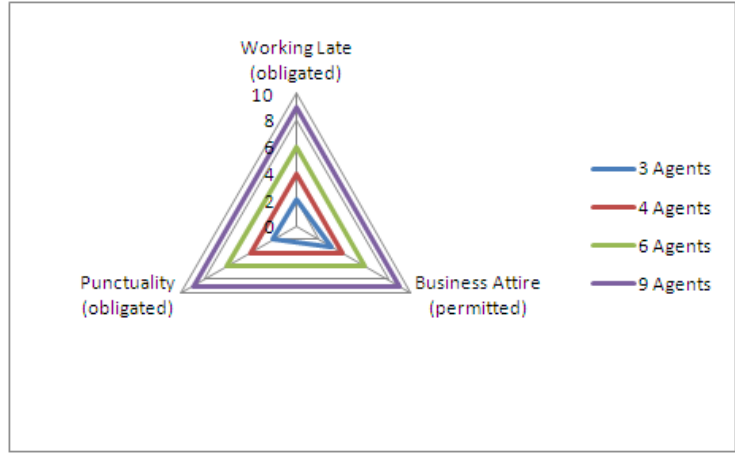 Working Late
(obligated)
10
8
6
4
2
0
Punctuality
(obligated)
Business Attire
(permitted)
3 Agents
4 Agents
6 Agents
9 Agents